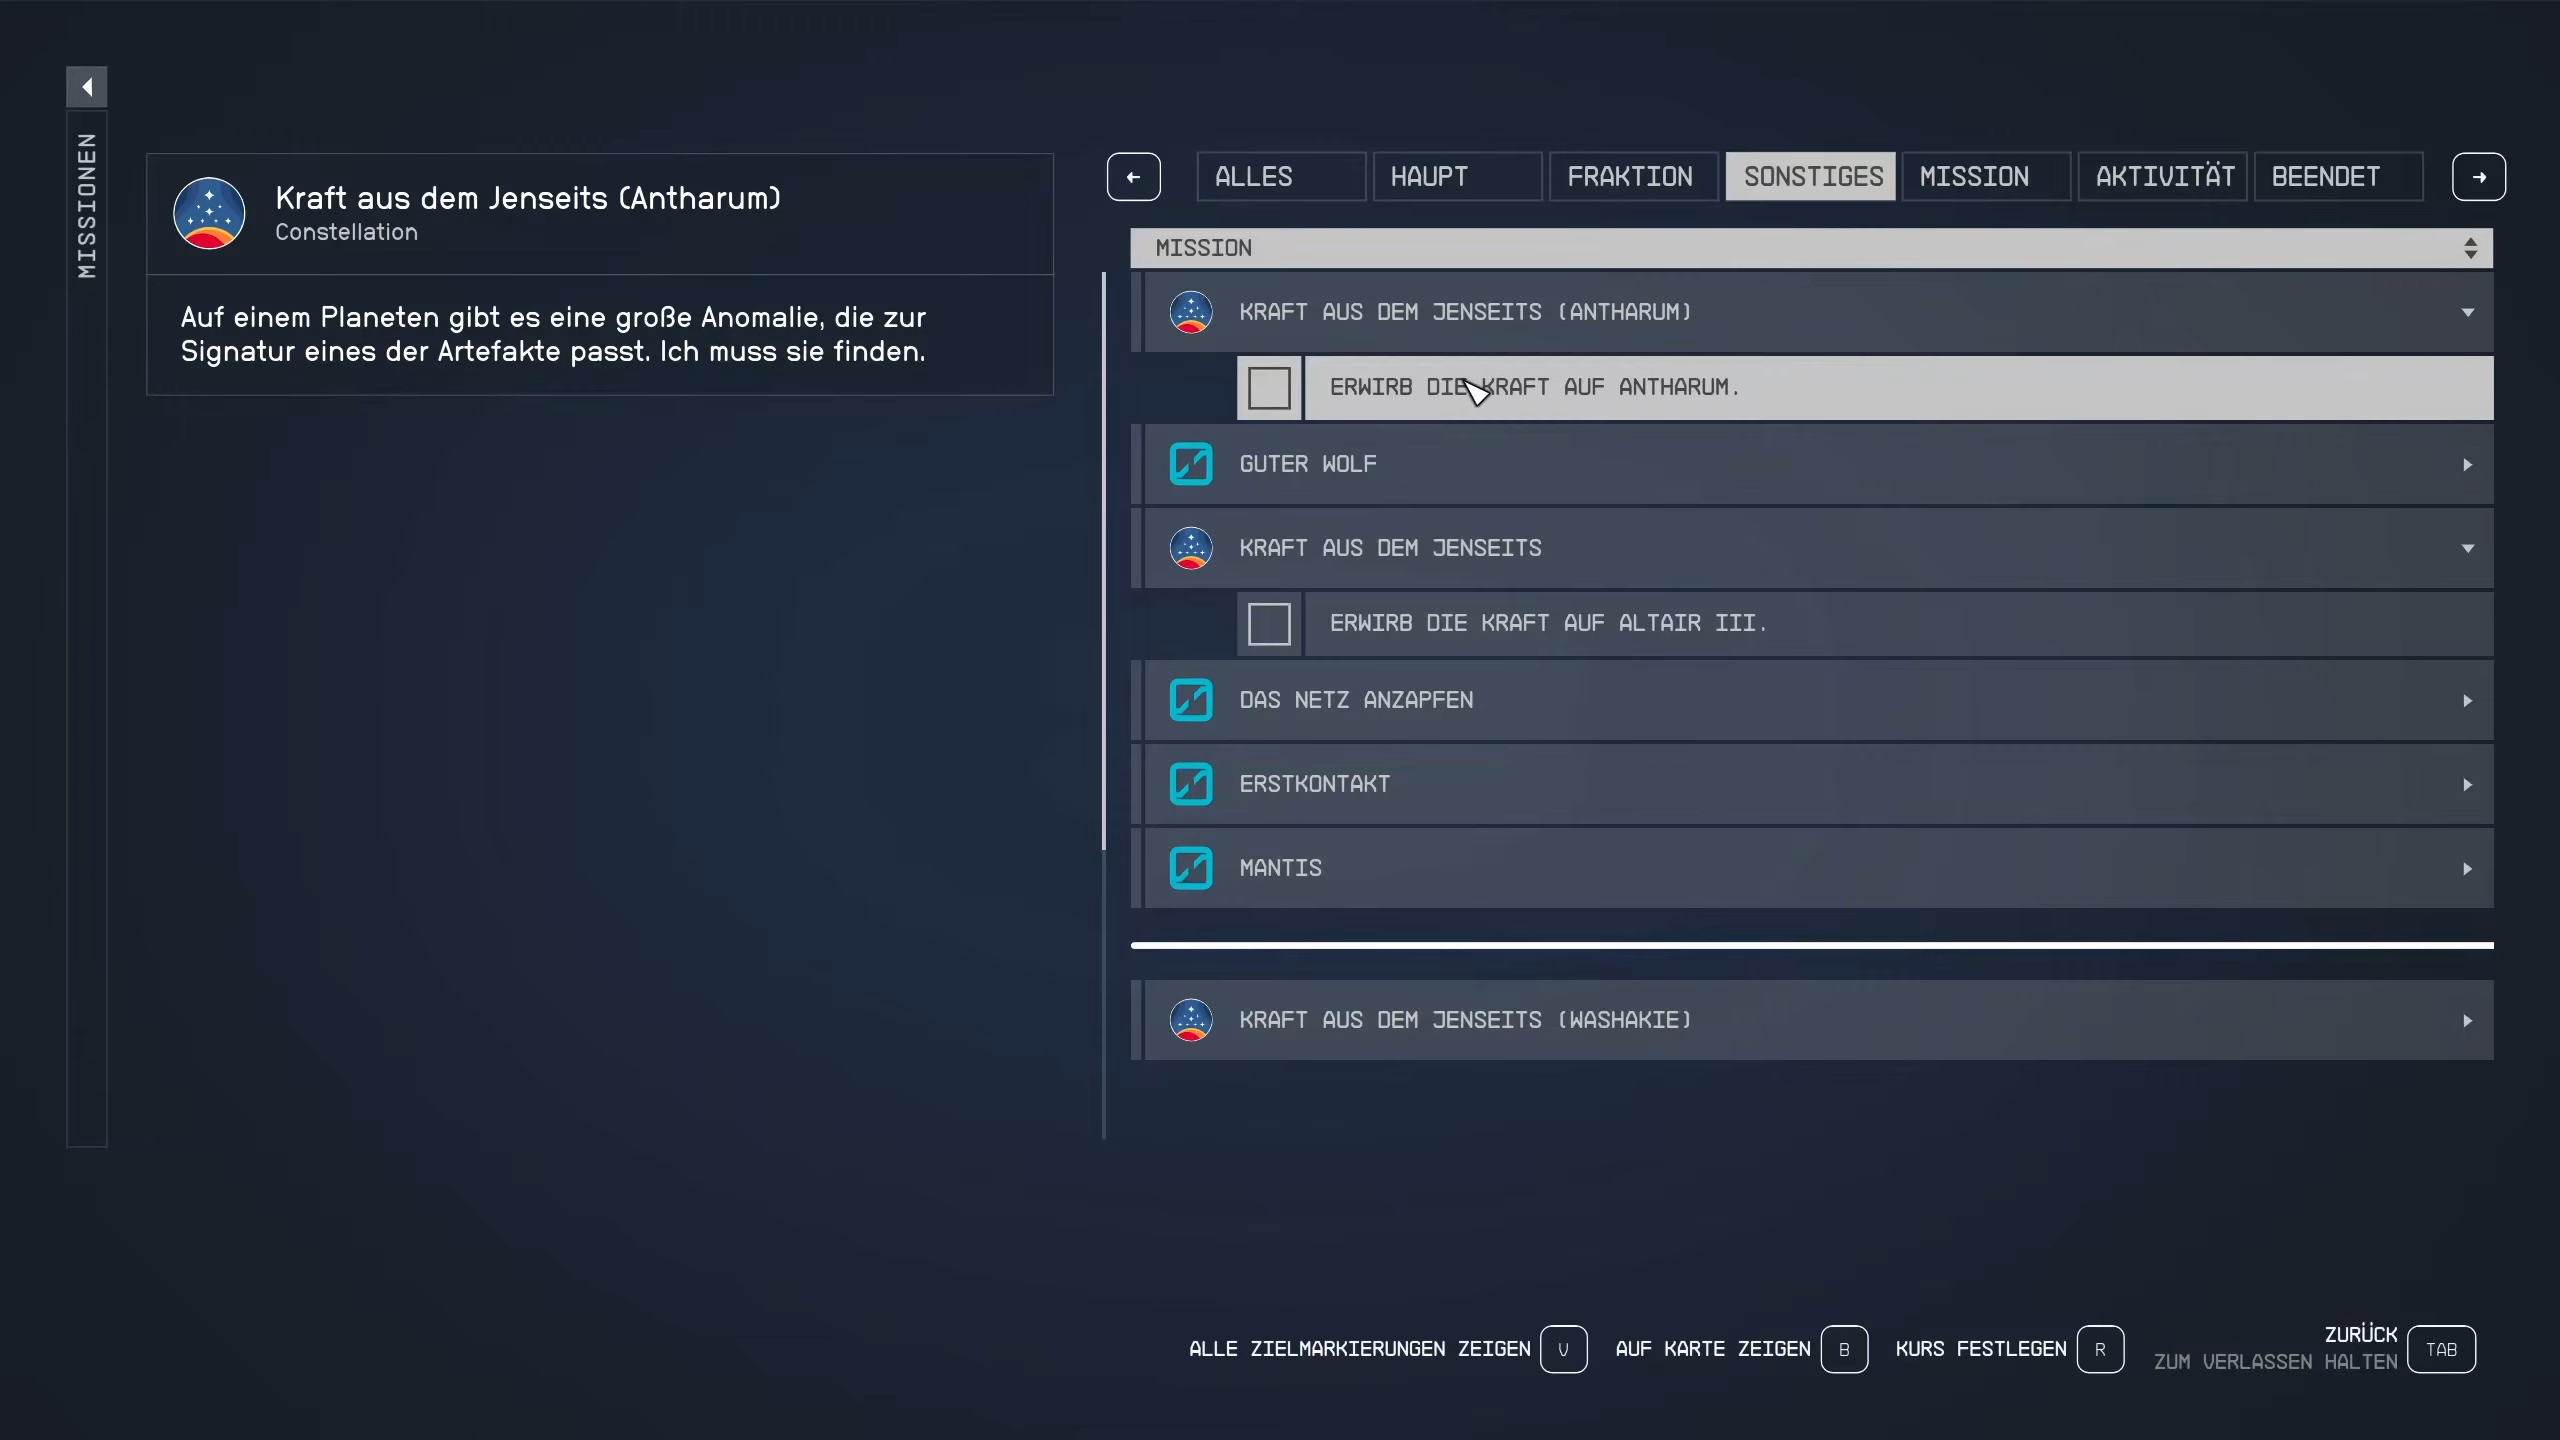 MISSIONEN
Kraft aus dem Jenseits (Antharum)
Constellation
Auf einem Planeten gibt es eine große Anomalie, die zur
Signatur eines der Artefakte passt. Ich muss sie finden.
ALLES HAUPT FRAKTION SONSTIGES MISSION AKTIVITÄT BEENDET
MISSION
KRAFT AUS DEM JENSEITS (ANTHARUM)
ERWIRB DIE KRAFT AUF ANTHARUM.
GUTER WOLF
KRAFT AUS DEM JENSEITS
ERWIRB DIE KRAFT AUF ALTAIR III.
DAS NETZ ANZAPFEN
ERSTKONTAKT
MANTIS
KRAFT AUS DEM JENSEITS (WASHAKIE)
ALLE ZIELMARKIERUNGEN ZEIGEN V AUF KARTE ZEIGEN B KURS FESTLEGEN R ZURÜCK TAB
ZUM VERLASSEN HALTEN